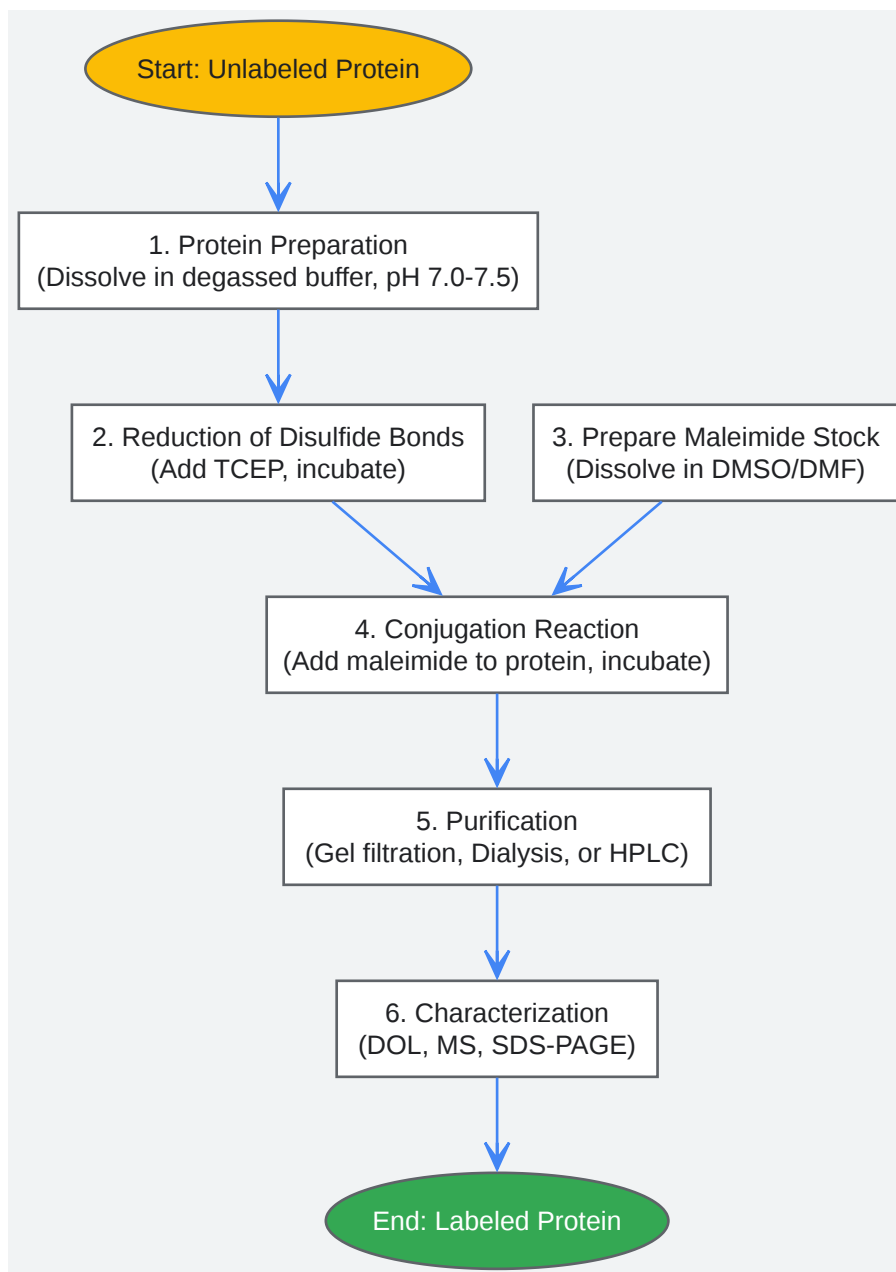 Start: Unlabeled Protein
1. Protein Preparation
(Dissolve in degassed buffer, pH 7.0-7.5)
2. Reduction of Disulfide Bonds
(Add TCEP, incubate)
3. Prepare Maleimide Stock
(Dissolve in DMSO/DMF)
4. Conjugation Reaction
(Add maleimide to protein, incubate)
5. Purification
(Gel filtration, Dialysis, or HPLC)
6. Characterization
(DOL, MS, SDS-PAGE)
End: Labeled Protein